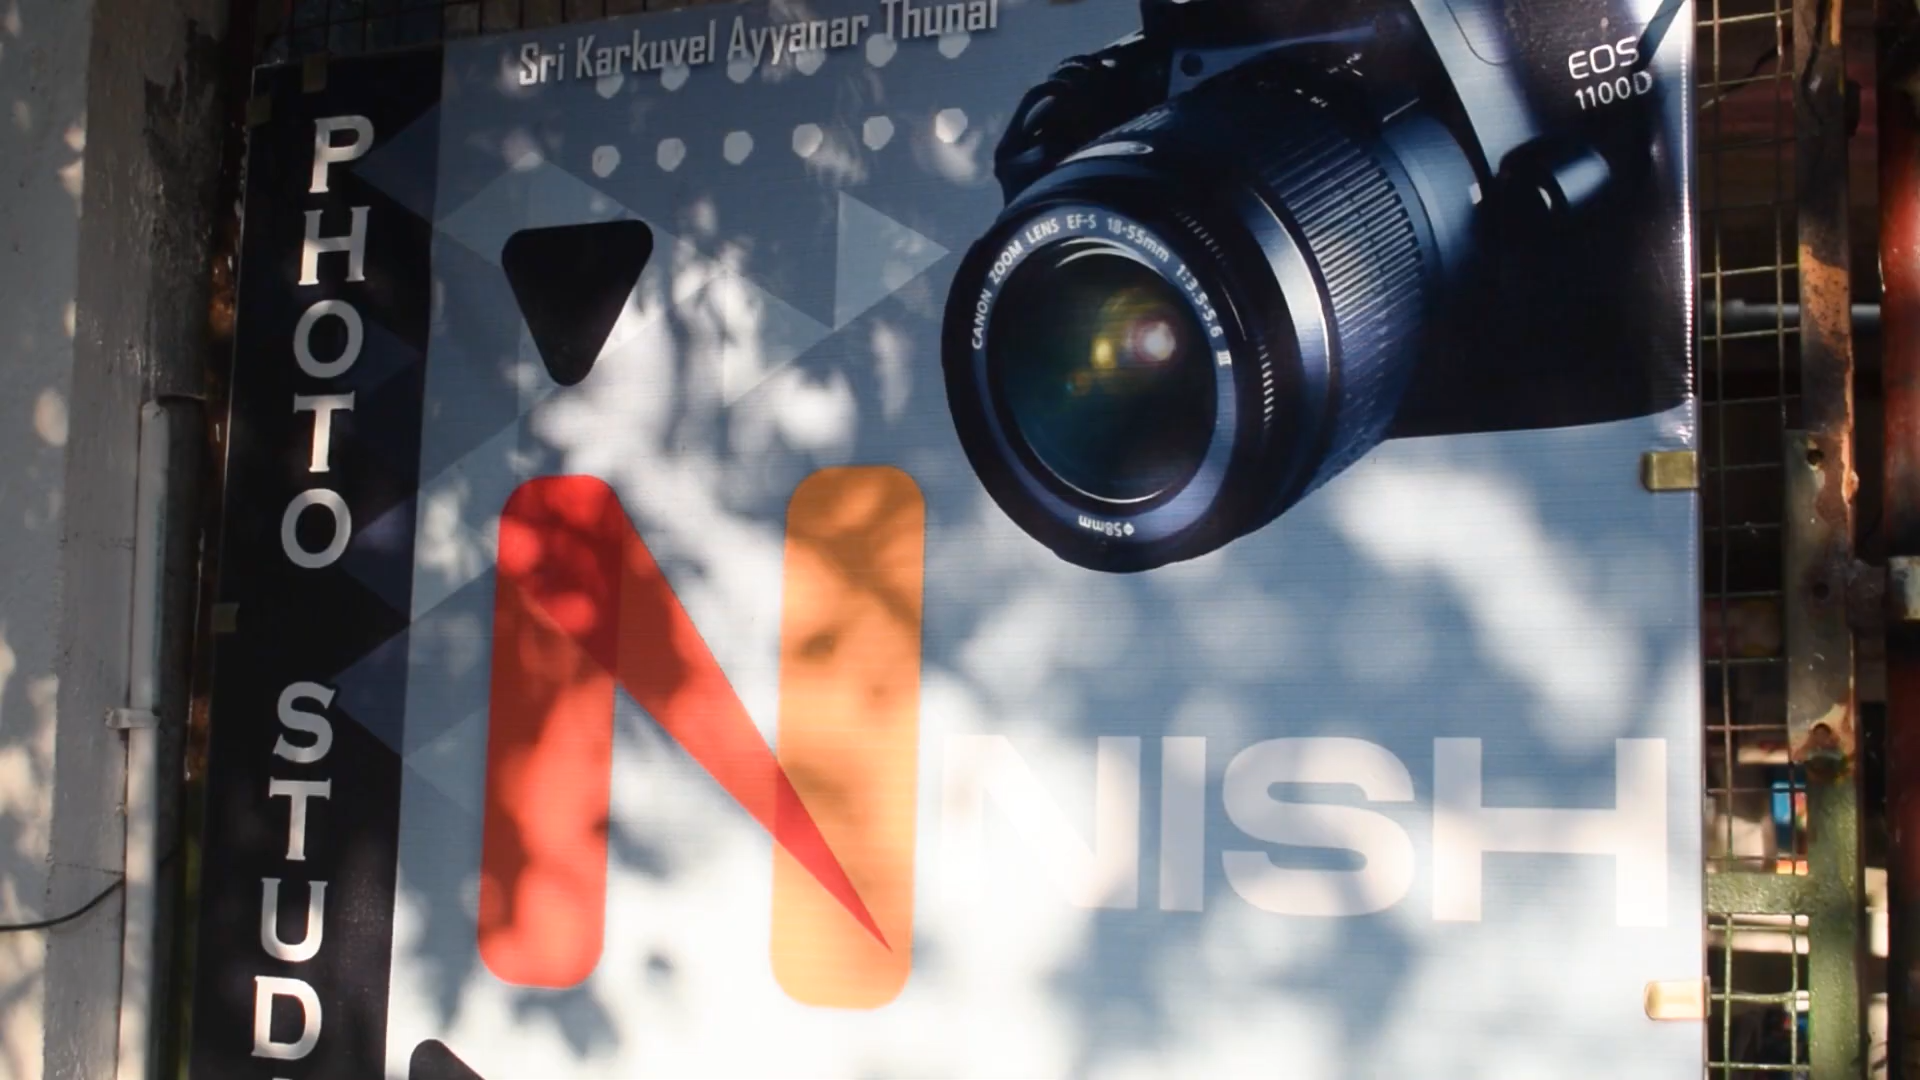 Sri Karkuvel Ayyanar Thunai
EOS
1100D
CANON ZOOM LENS EF-S 18-55mm 1:3.5-5.6 III
⌀58mm
PHOTO STUD
N
NISH